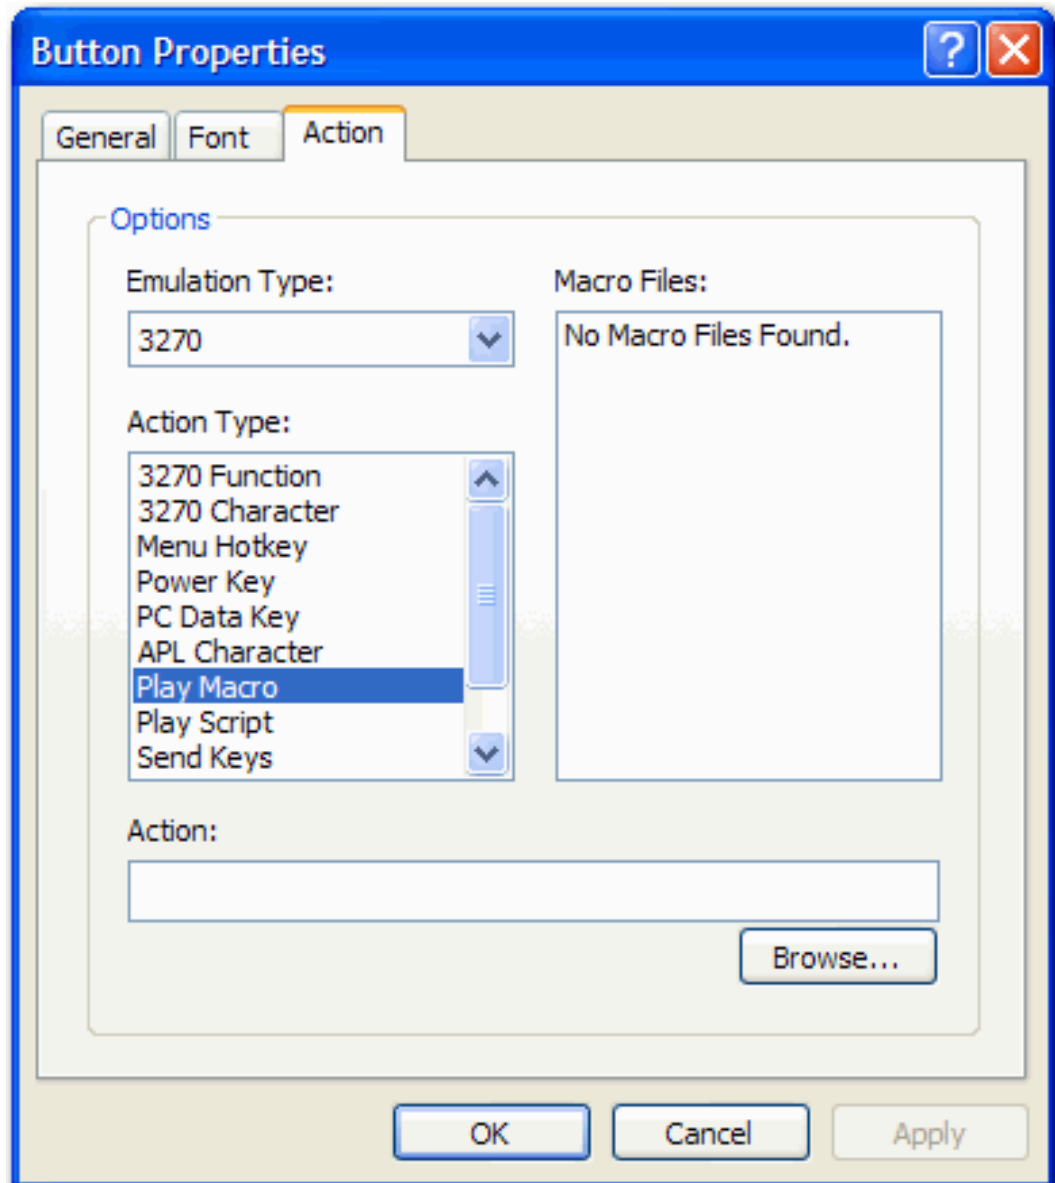 Button Properties
General Font Action
Options
Emulation Type:
3270
Action Type:
3270 Function
3270 Character
Menu Hotkey
Power Key
PC Data Key
APL Character
Play Macro
Play Script
Send Keys
Macro Files:
No Macro Files Found.
Action:
Browse...
OK Cancel Apply